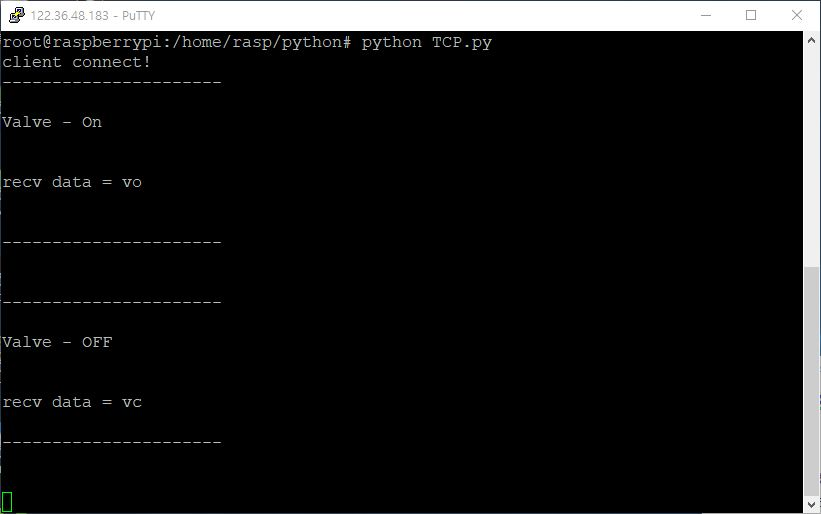 122.36.48.183 - PuTTY
root@raspberrypi:/home/rasp/python# python TCP.py
client connect!
----------------------
Valve - On
recv data = vo
----------------------
----------------------
Valve - OFF
recv data = vc
----------------------